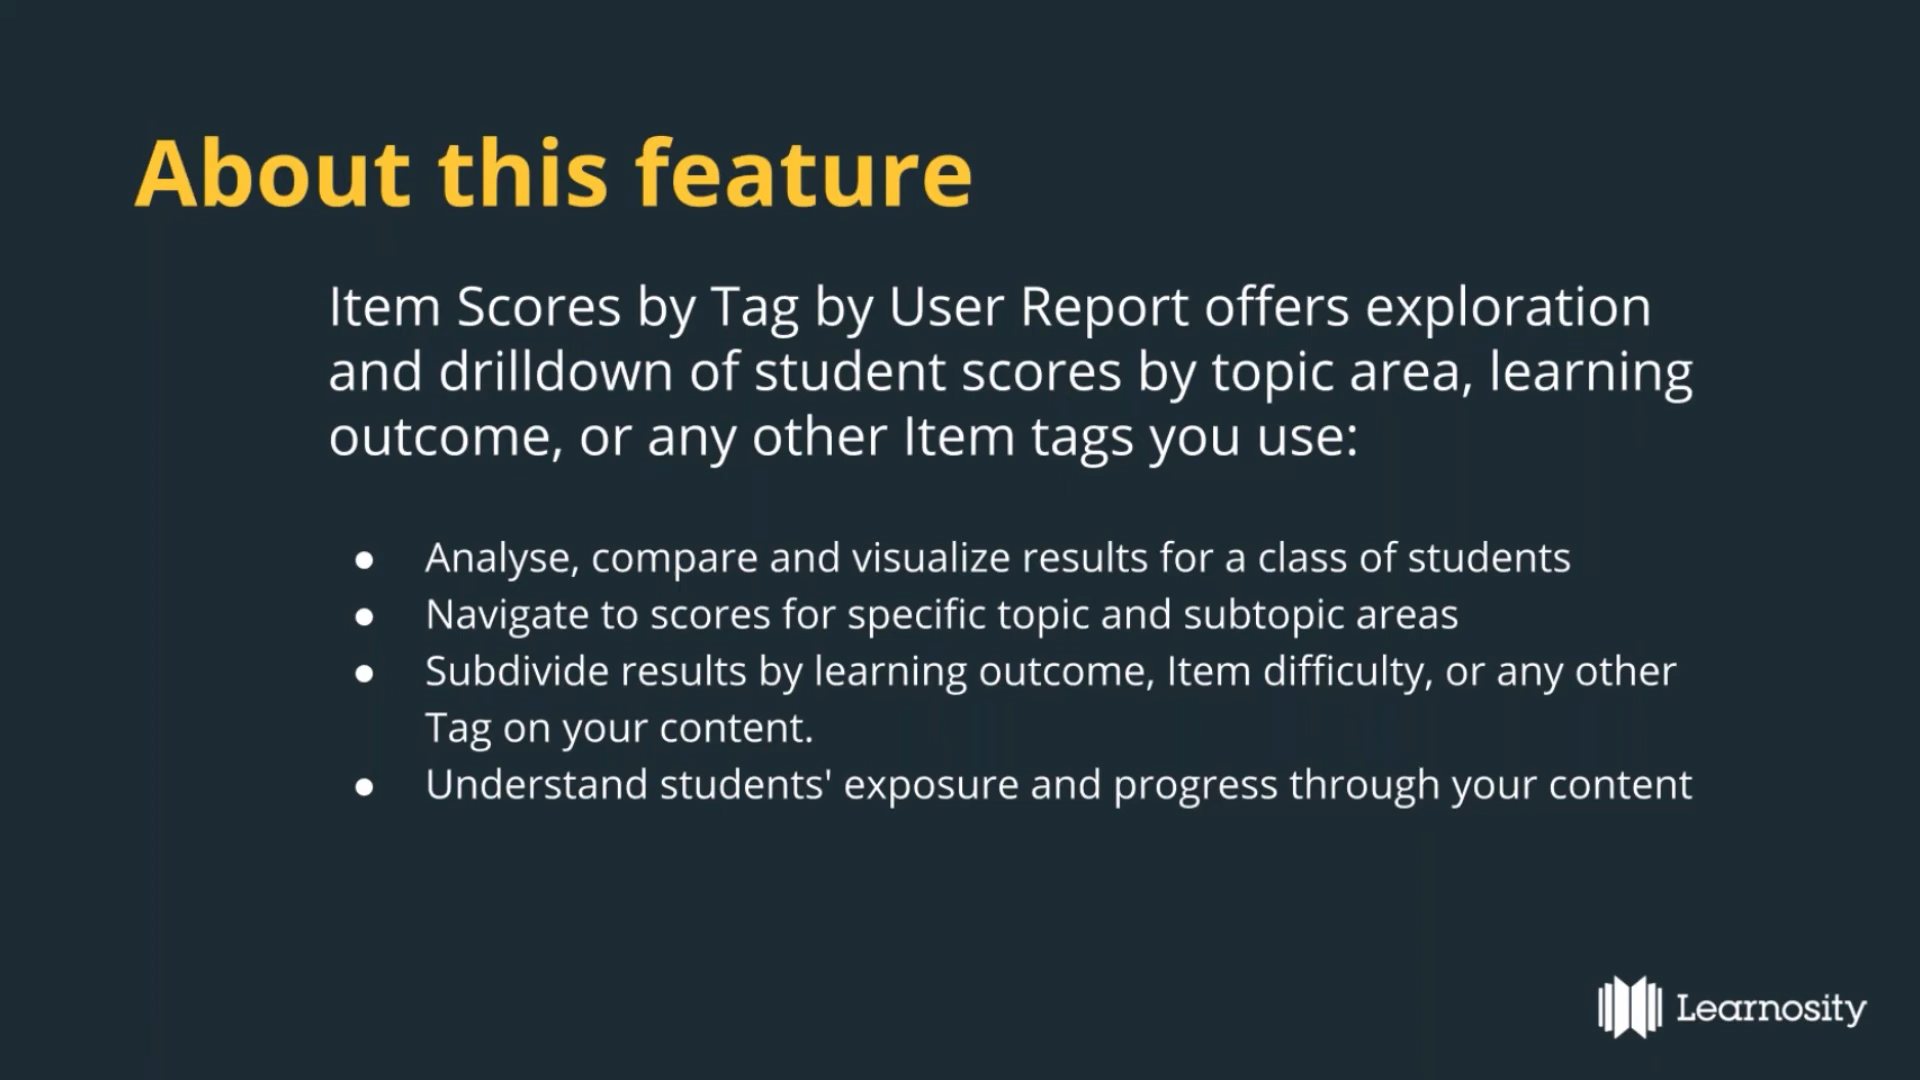 About this feature
Item Scores by Tag by User Report offers exploration
and drilldown of student scores by topic area, learning
outcome, or any other Item tags you use:
● Analyse, compare and visualize results for a class of students
● Navigate to scores for specific topic and subtopic areas
● Subdivide results by learning outcome, Item difficulty, or any other
Tag on your content.
● Understand students' exposure and progress through your content
Learnosity